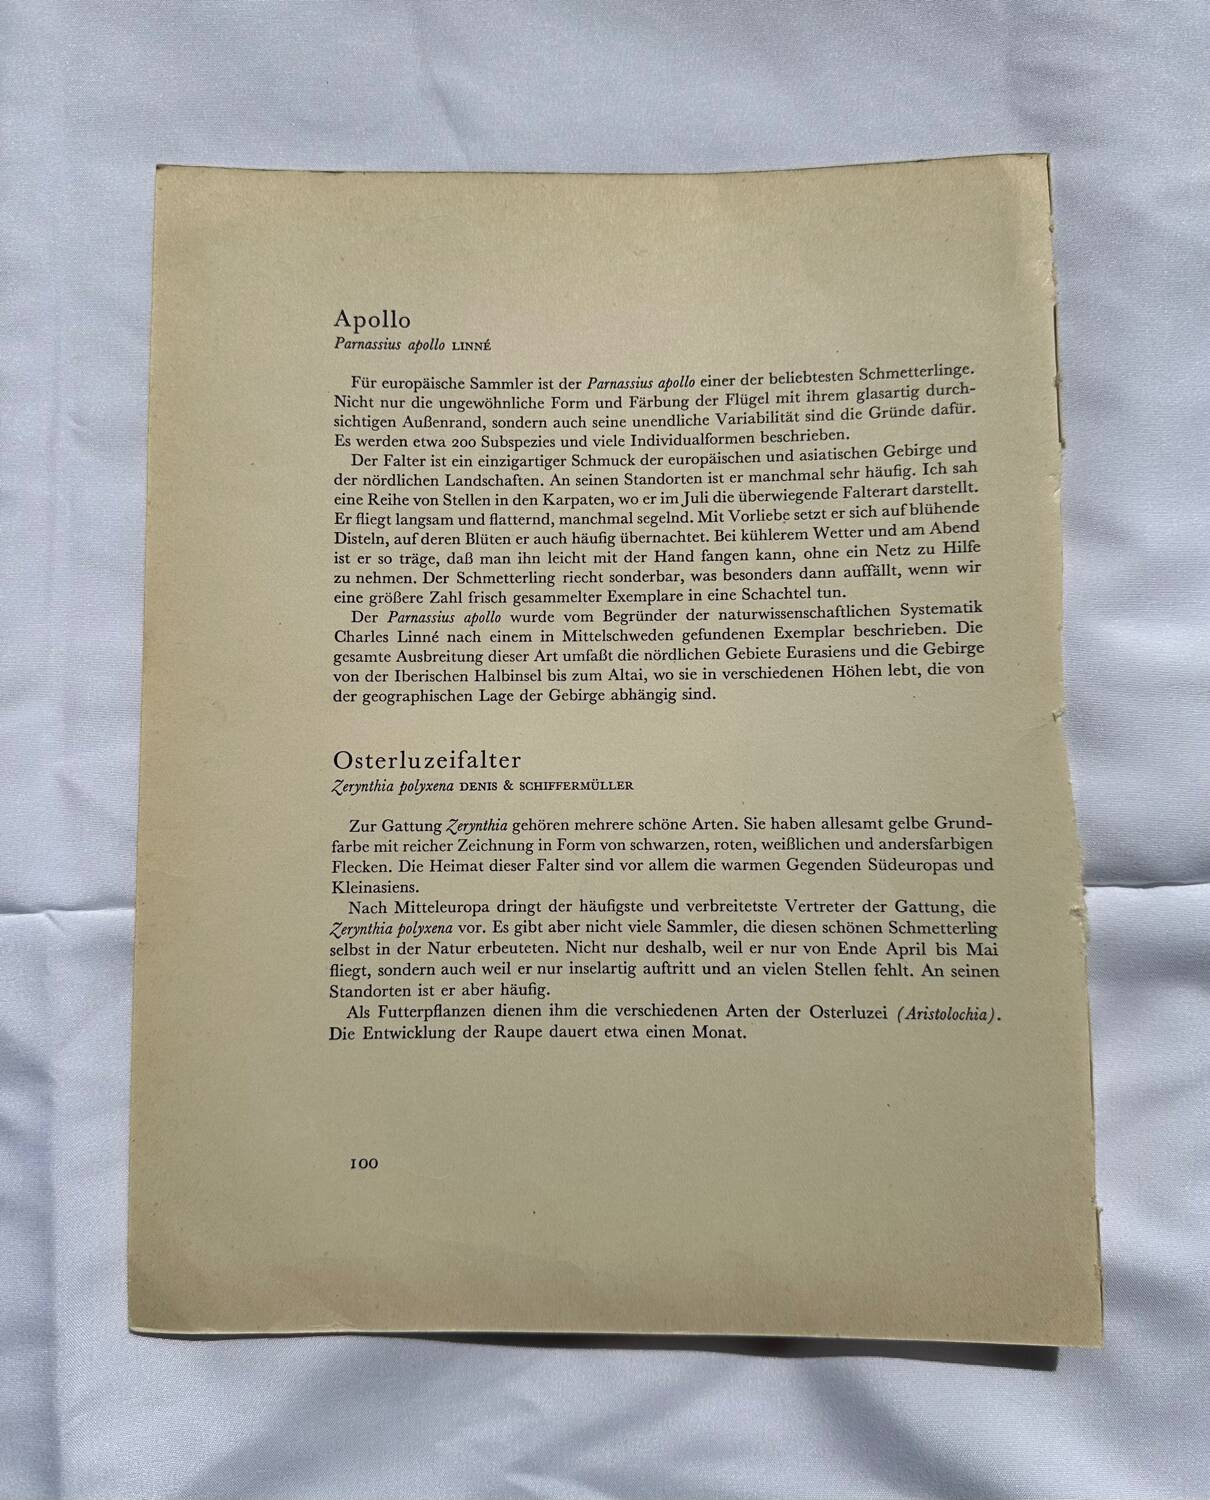 Apollo
Parnassius apollo LINNÉ
Für europäische Sammler ist der Parnassius apollo einer der beliebtesten Schmetterlinge.
Nicht nur die ungewöhnliche Form und Färbung der Flügel mit ihrem glasartig durch-
sichtigen Außenrand, sondern auch seine unendliche Variabilität sind die Gründe dafür.
Es werden etwa 200 Subspezies und viele Individualformen beschrieben.
Der Falter ist ein einzigartiger Schmuck der europäischen und asiatischen Gebirge und
der nördlichen Landschaften. An seinen Standorten ist er manchmal sehr häufig. Ich sah
eine Reihe von Stellen in den Karpaten, wo er im Juli die überwiegende Falterart darstellt.
Er fliegt langsam und flatternd, manchmal segelnd. Mit Vorliebe setzt er sich auf blühende
Disteln, auf deren Blüten er auch häufig übernachtet. Bei kühlerem Wetter und am Abend
ist er so träge, daß man ihn leicht mit der Hand fangen kann, ohne ein Netz zu Hilfe
zu nehmen. Der Schmetterling riecht sonderbar, was besonders dann auffällt, wenn wir
eine größere Zahl frisch gesammelter Exemplare in eine Schachtel tun.
Der Parnassius apollo wurde vom Begründer der naturwissenschaftlichen Systematik
Charles Linné nach einem in Mittelschweden gefundenen Exemplar beschrieben. Die
gesamte Ausbreitung dieser Art umfaßt die nördlichen Gebiete Eurasiens und die Gebirge
von der Iberischen Halbinsel bis zum Altai, wo sie in verschiedenen Höhen lebt, die von
der geographischen Lage der Gebirge abhängig sind.
Osterluzeifalter
Zerynthia polyxena DENIS & SCHIFFERMÜLLER
Zur Gattung Zerynthia gehören mehrere schöne Arten. Sie haben allesamt gelbe Grund-
farbe mit reicher Zeichnung in Form von schwarzen, roten, weißlichen und andersfarbigen
Flecken. Die Heimat dieser Falter sind vor allem die warmen Gegenden Südeuropas und
Kleinasiens.
Nach Mitteleuropa dringt der häufigste und verbreitetste Vertreter der Gattung, die
Zerynthia polyxena vor. Es gibt aber nicht viele Sammler, die diesen schönen Schmetterling
selbst in der Natur erbeuteten. Nicht nur deshalb, weil er nur von Ende April bis Mai
fliegt, sondern auch weil er nur inselartig auftritt und an vielen Stellen fehlt. An seinen
Standorten ist er aber häufig.
Als Futterpflanzen dienen ihm die verschiedenen Arten der Osterluzei (Aristolochia).
Die Entwicklung der Raupe dauert etwa einen Monat.
100